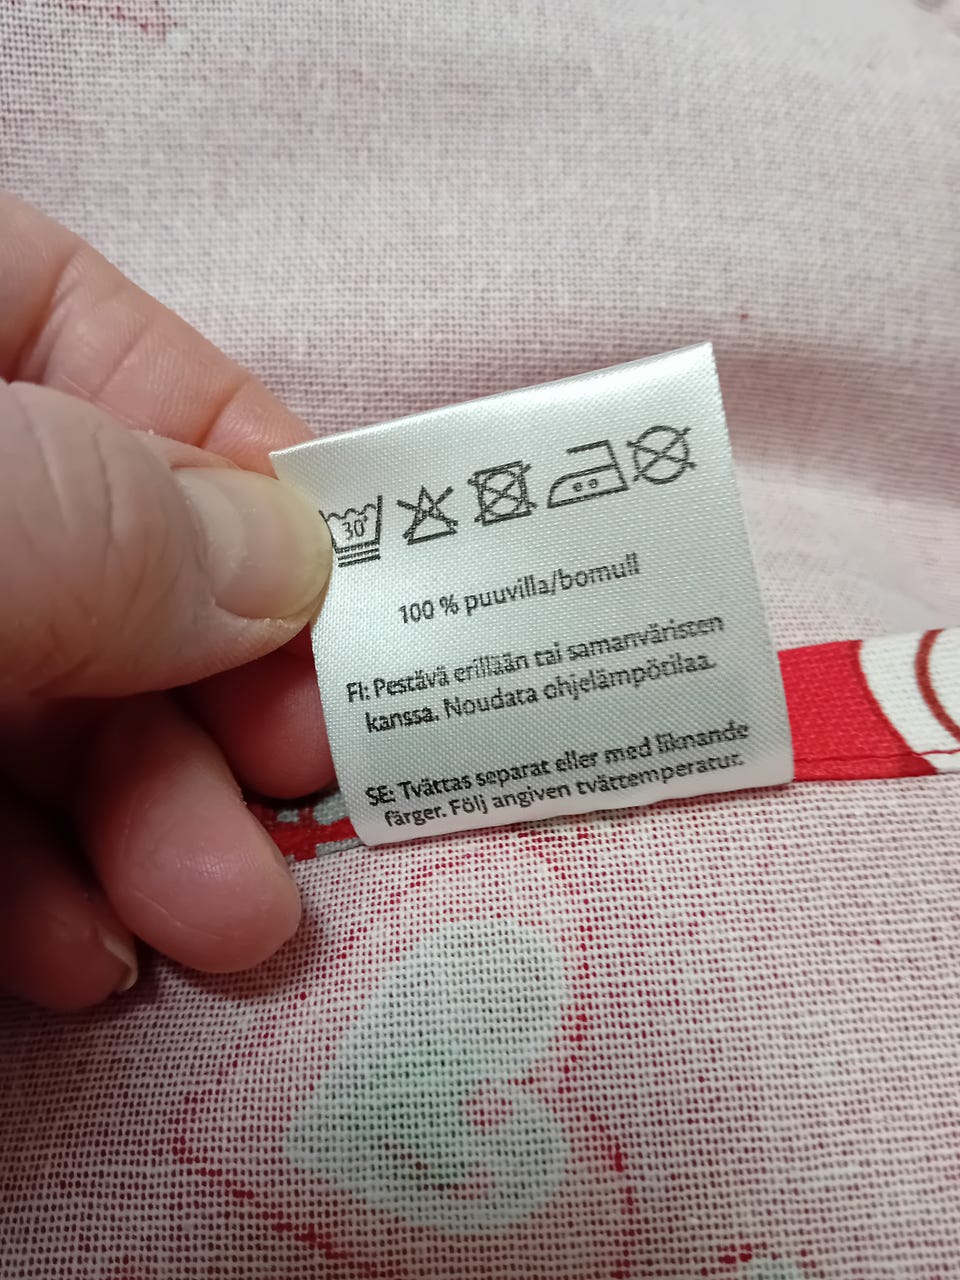 30°
100 % puuvilla/bomull
FI: Pestävä erillään tai samanväristen
kanssa. Noudata ohjelämpötilaa.
SE: Tvättas separat eller med liknande
färger. Följ angiven tvättemperatur.